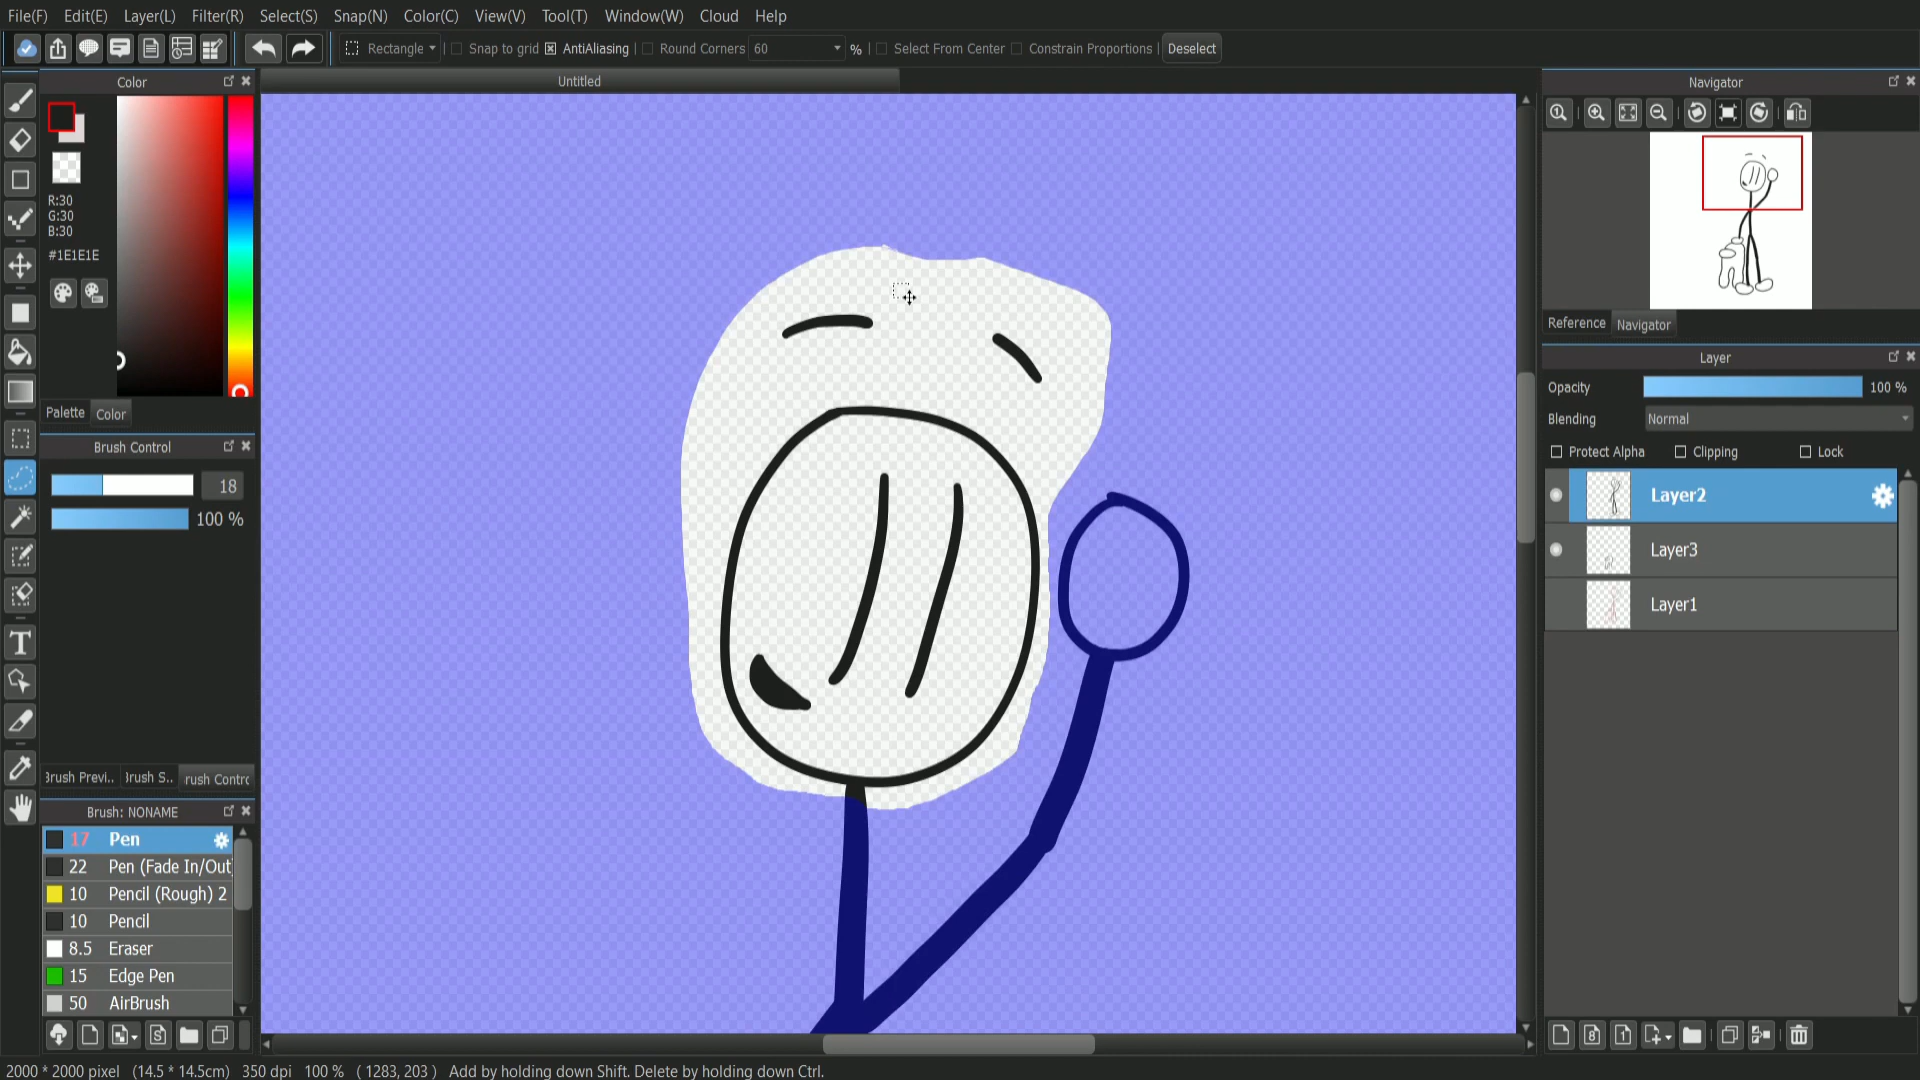 File(F) Edit(E) Layer(L) Filter(R) Select(S) Snap(N) Color(C) View(V) Tool(T) Window(W) Cloud Help
Rectangle Snap to grid AntiAliasing Round Corners 60 % Select From Center Constrain Proportions Deselect
Color
Untitled
Navigator
R:30
G:30
B:30
#1E1E1E
Reference Navigator
Layer
Opacity 100 %
Palette Color
Blending Normal
Brush Control
Protect Alpha Clipping Lock
18
Layer2
100 %
Layer3
Layer1
Brush Previ.. Brush S.. rush Contro
Brush: NONAME
17 Pen
22 Pen (Fade In/Out
10 Pencil (Rough) 2
10 Pencil
8.5 Eraser
15 Edge Pen
50 AirBrush
2000 * 2000 pixel (14.5 * 14.5cm) 350 dpi 100 % ( 1283, 203 ) Add by holding down Shift. Delete by holding down Ctrl.